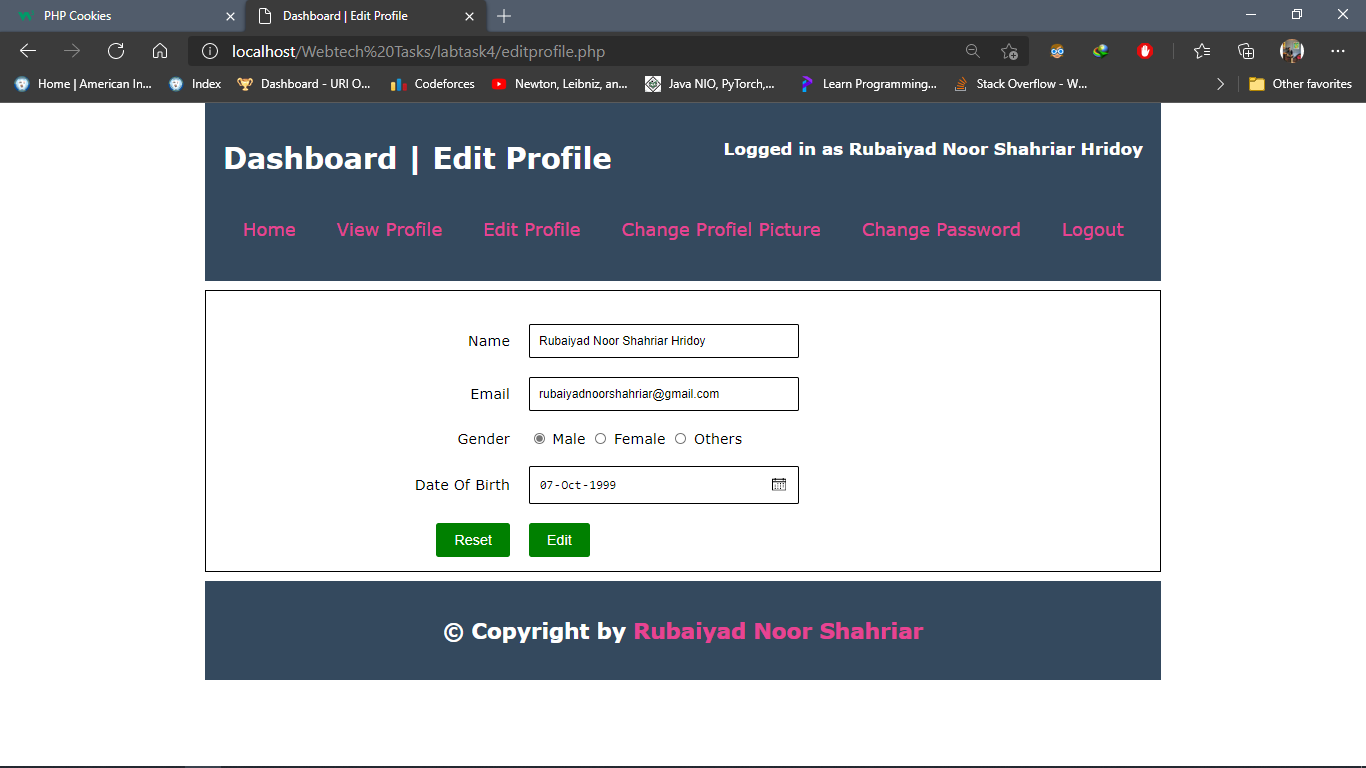 PHP Cookies
Dashboard | Edit Profile
localhost/Webtech%20Tasks/labtask4/editprofile.php
Home | American In...
Index
Dashboard - URI O...
Codeforces
Newton, Leibniz, an...
Java NIO, PyTorch,...
Learn Programming...
Stack Overflow - W...
Other favorites
Dashboard | Edit Profile
Logged in as Rubaiyad Noor Shahriar Hridoy
Home View Profile Edit Profile Change Profiel Picture Change Password Logout
Name Rubaiyad Noor Shahriar Hridoy
Email rubaiyadnoorshahriar@gmail.com
Gender Male Female Others
Date Of Birth 07-Oct-1999
Reset Edit
© Copyright by Rubaiyad Noor Shahriar